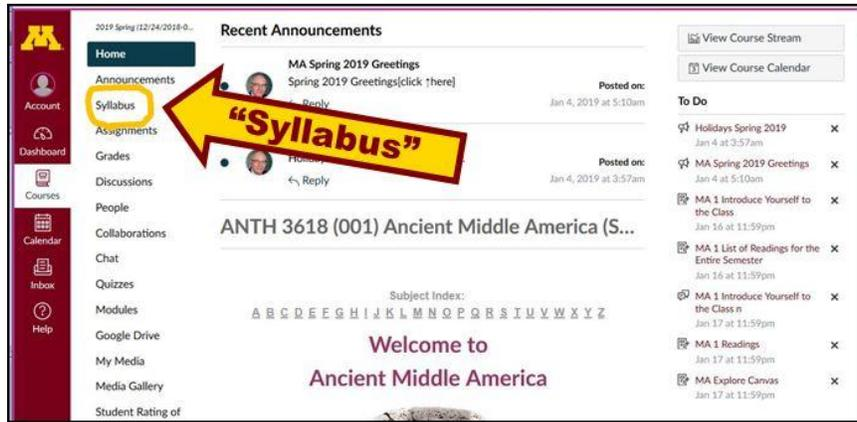 M
Account
Dashboard
Courses
Calendar
Inbox
Help
2019 Spring (12/24/2018-0...
Home
Announcements
Syllabus
Assignments
Grades
Discussions
People
Collaborations
Chat
Quizzes
Modules
Google Drive
My Media
Media Gallery
Student Rating of
Recent Announcements
MA Spring 2019 Greetings
Spring 2019 Greetings[click ↑here]
Reply
Posted on:
Jan 4, 2019 at 5:10am
"Syllabus"
Reply
Posted on:
Jan 4, 2019 at 3:57am
ANTH 3618 (001) Ancient Middle America (S...
Subject Index:
A B C D E F G H I J K L M N O P Q R S T U V W X Y Z
Welcome to
Ancient Middle America
View Course Stream
View Course Calendar
To Do
Holidays Spring 2019
Jan 4 at 3:57am
MA Spring 2019 Greetings
Jan 4 at 5:10am
MA 1 Introduce Yourself to
the Class
Jan 16 at 11:59pm
MA 1 List of Readings for the
Entire Semester
Jan 16 at 11:59pm
MA 1 Introduce Yourself to
the Class n
Jan 17 at 11:59pm
MA 1 Readings
Jan 17 at 11:59pm
MA Explore Canvas
Jan 17 at 11:59pm